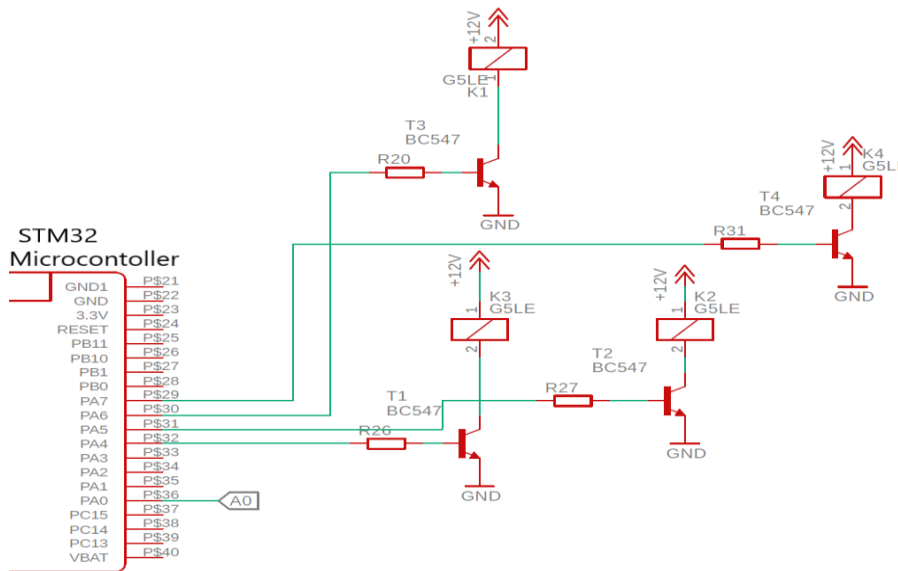 +12V
2
1
G5LE
K1
T3
BC547
R20
GND
+12V
1
K4
G5L
2
T4
BC547
R31
GND
STM32
Microcontoller
+12V
1
K3
G5LE
2
+12V
1
K2
G5LE
2
T2
BC547
R27
GND
T1
BC547
R26
GND
GND1 P$21
GND P$22
3.3V P$23
RESET P$24
PB11 P$25
PB10 P$26
PB1 P$27
PB0 P$28
PA7 P$29
PA6 P$30
PA5 P$31
PA4 P$32
PA3 P$33
PA2 P$34
PA1 P$35
PA0 P$36
A0
PC15 P$37
PC14 P$38
PC13 P$39
VBAT P$40